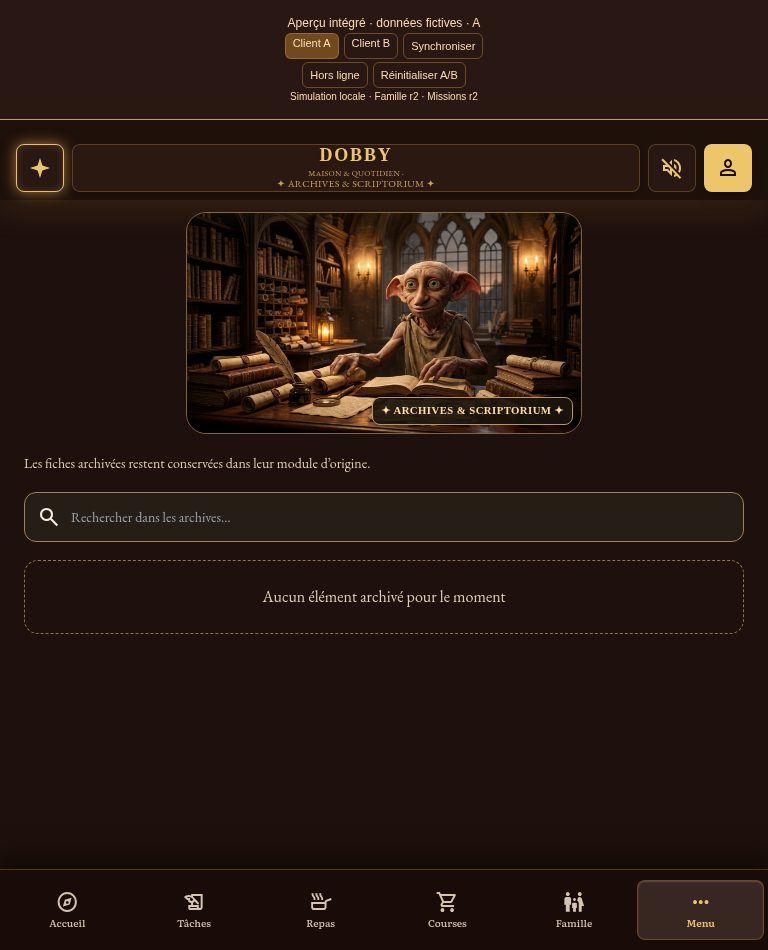 Aperçu intégré · données fictives · A
Client A
Client B
Synchroniser
Hors ligne
Réinitialiser A/B
Simulation locale · Famille r2 · Missions r2
DOBBY
MAISON & QUOTIDIEN ·
✦ ARCHIVES & SCRIPTORIUM ✦
✦ ARCHIVES & SCRIPTORIUM ✦
Les fiches archivées restent conservées dans leur module d’origine.
Rechercher dans les archives…
Aucun élément archivé pour le moment
Accueil
Tâches
Repas
Courses
Famille
Menu